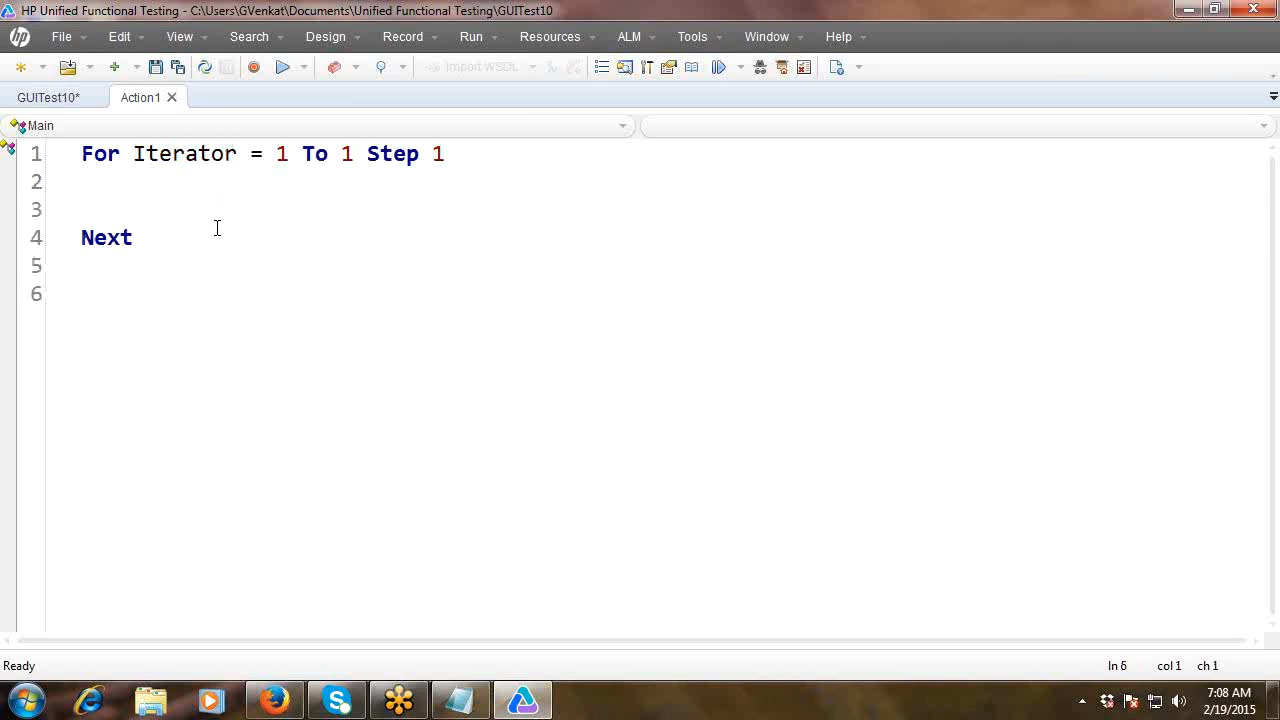 HP Unified Functional Testing - C:\Users\GVenkat\Documents\Unified Functional Testing\GUITest10
hp File Edit View Search Design Record Run Resources ALM Tools Window Help
Import WSDL
GUITest10* Action1
Main
1 For Iterator = 1 To 1 Step 1
2
3
4 Next
5
6
Ready ln 6 col 1 ch 1
7:08 AM
2/19/2015